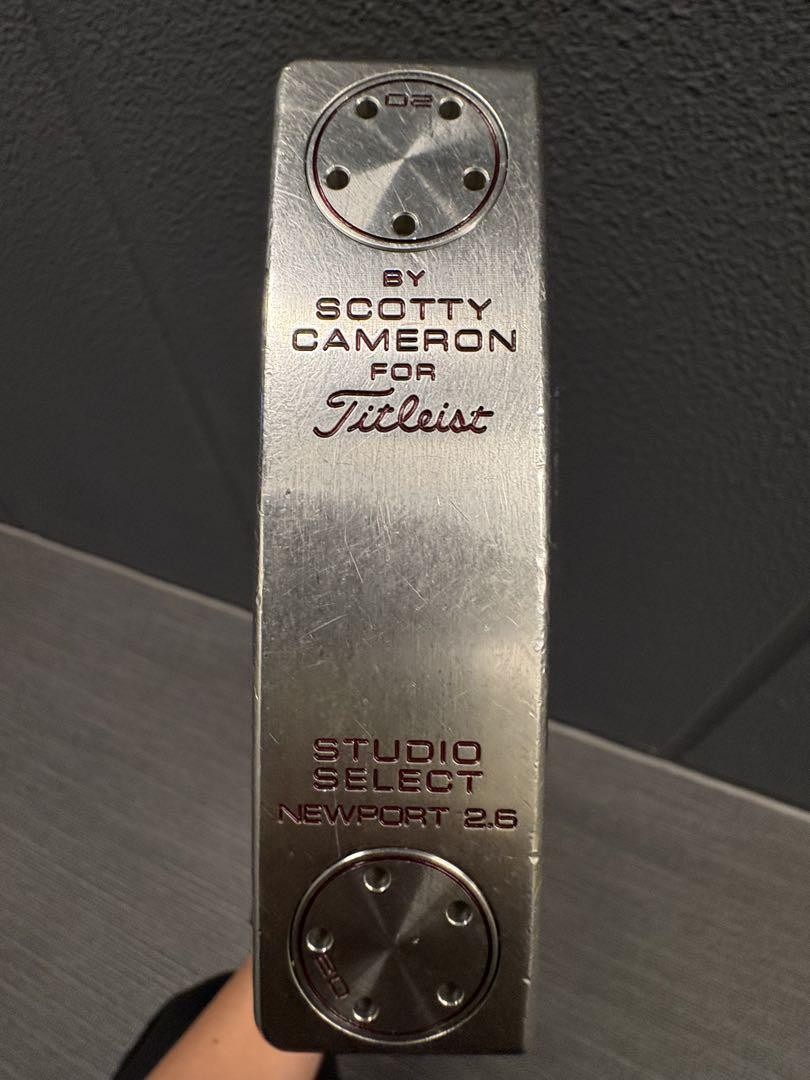 20
BY
SCOTTY
CAMERON
FOR
Titleist
STUDIO
SELECT
NEWPORT 2.6
20